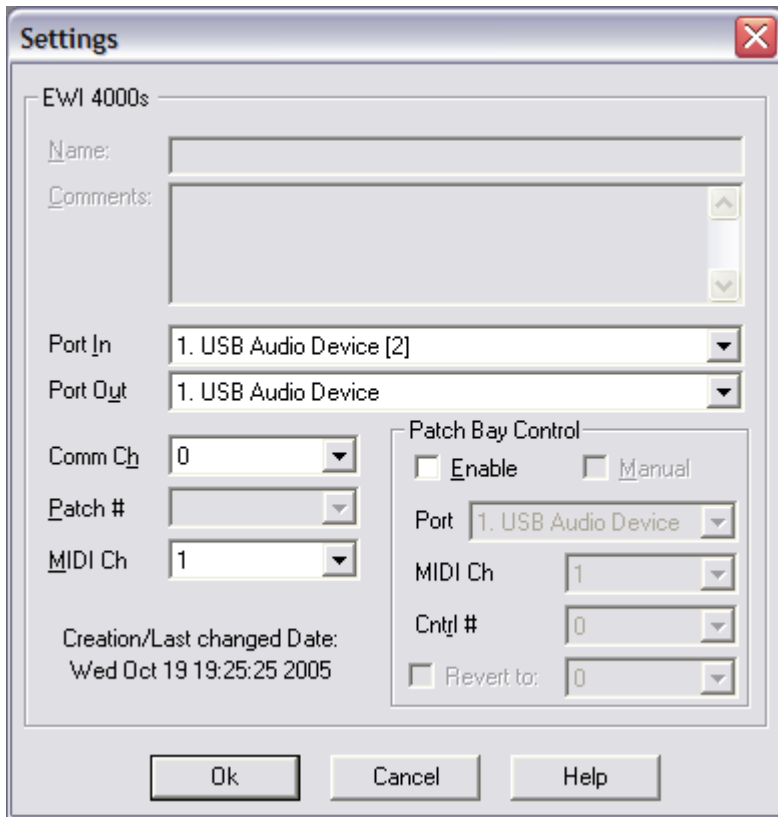 Settings
EWI 4000s
Name:
Comments:
Port In 1. USB Audio Device [2]
Port Out 1. USB Audio Device
Comm Ch 0
Patch #
MIDI Ch 1
Creation/Last changed Date:
Wed Oct 19 19:25:25 2005
Patch Bay Control
Enable Manual
Port 1. USB Audio Device
MIDI Ch 1
Cntrl # 0
Revert to: 0
Ok Cancel Help